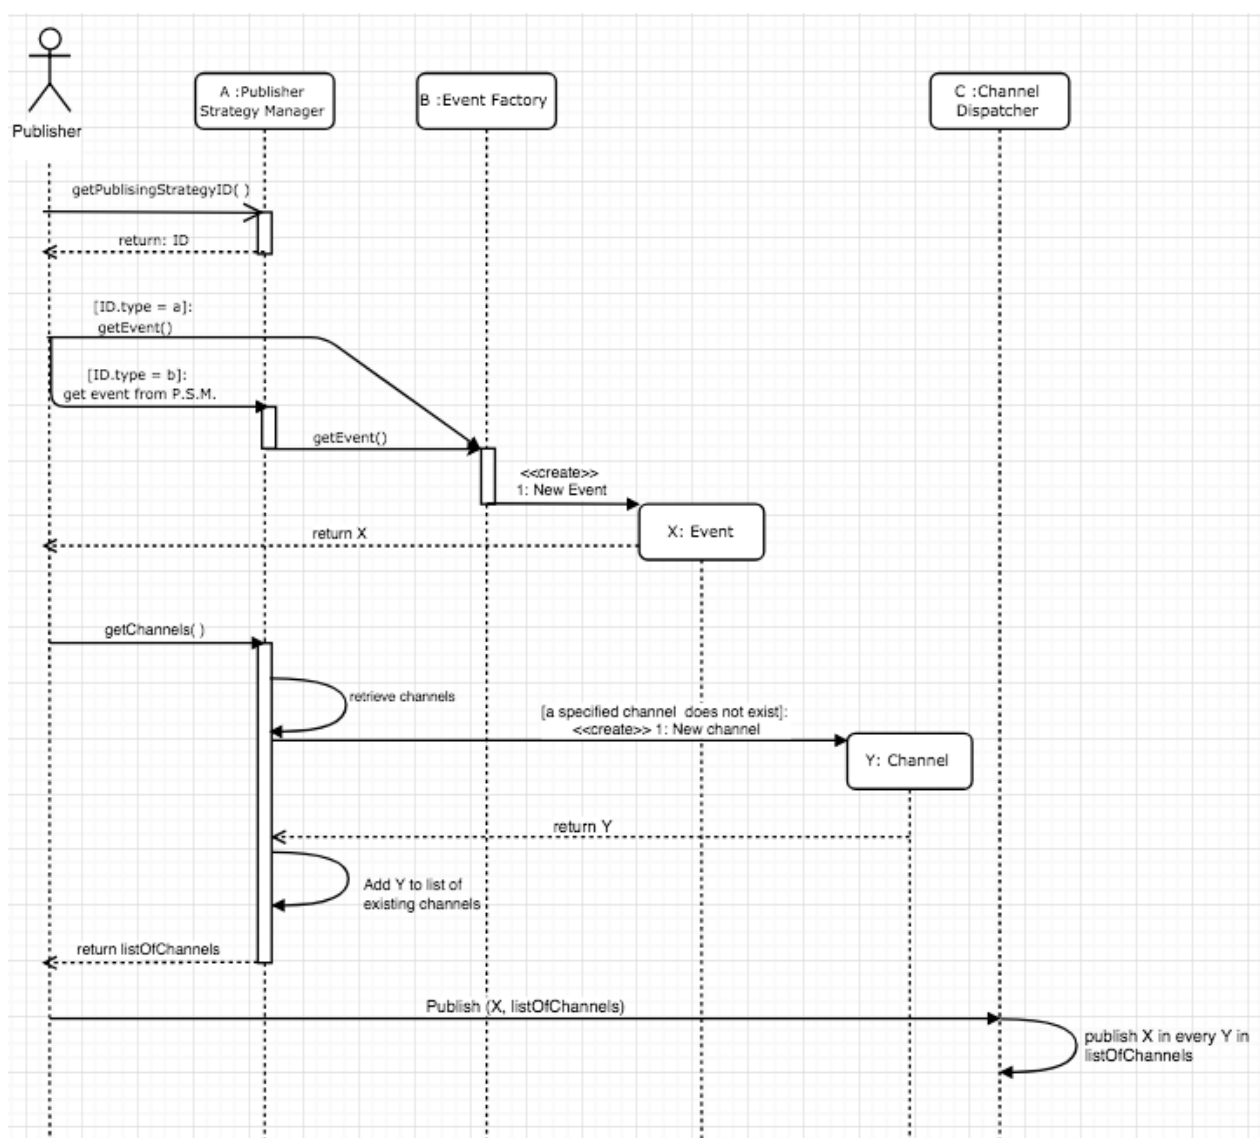 Publisher
A :Publisher
Strategy Manager
B :Event Factory
C :Channel
Dispatcher
getPublisingStrategyID( )
return: ID
[ID.type = a]:
getEvent()
[ID.type = b]:
get event from P.S.M.
getEvent()
<<create>>
1: New Event
X: Event
return X
getChannels( )
retrieve channels
[a specified channel does not exist]:
<<create>> 1: New channel
Y: Channel
return Y
Add Y to list of
existing channels
return listOfChannels
Publish (X, listOfChannels)
publish X in every Y in
listOfChannels